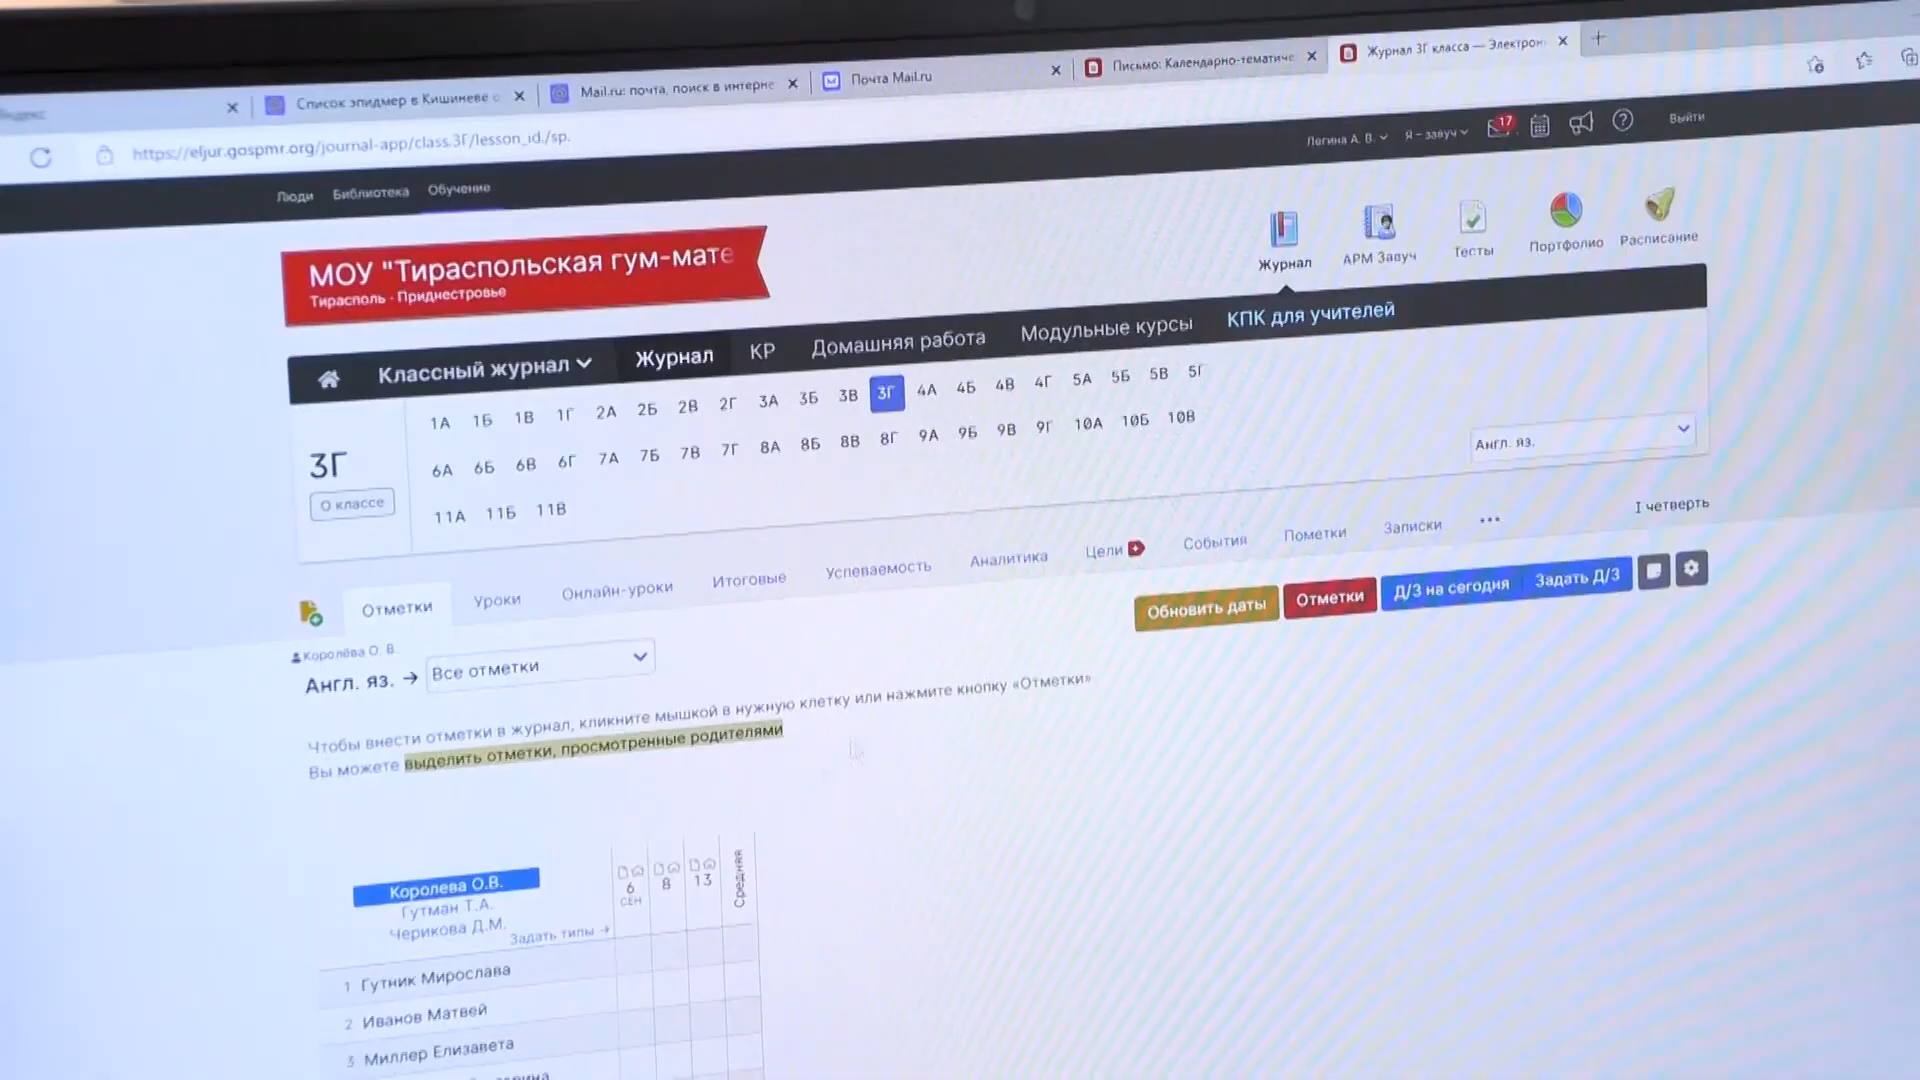 Список эпидмер в Кишиневе с
Mail.ru: почта, поиск в интерне
Почта Mail.ru
Письмо: Календарно-тематиче
Журнал 3Г класса — Электрон
https://eljur.gospmr.org/journal-app/class.3Г/lesson_id./sp.
Люди Библиотека Обучение
Логина А. В. Я – завуч 17 Выйти
МОУ "Тираспольская гум-мате
Тирасполь - Приднестровье
Журнал АРМ Завуч Тесты Портфолио Расписание
Классный журнал Журнал КР Домашняя работа Модульные курсы КПК для учителей
1А 1Б 1В 1Г 2А 2Б 2В 2Г 3А 3Б 3В 3Г 4А 4Б 4В 4Г 5А 5Б 5В 5Г
3Г
6А 6Б 6В 6Г 7А 7Б 7В 7Г 8А 8Б 8В 8Г 9А 9Б 9В 9Г 10А 10Б 10В
Англ. яз.
О классе
11А 11Б 11В
I четверть
Отметки Уроки Онлайн-уроки Итоговые Успеваемость Аналитика Цели События Пометки Записки ...
Обновить даты Отметки Д/З на сегодня Задать Д/З
Королёва О. В.
Англ. яз. → Все отметки
Чтобы внести отметки в журнал, кликните мышкой в нужную клетку или нажмите кнопку «Отметки»
Вы можете выделить отметки, просмотренные родителями
Королева О.В.
Гутман Т.А.
Черикова Д.М.
Задать типы →
6 8 13 Средняя
СЕН
1 Гутник Мирослава
2 Иванов Матвей
3 Миллер Елизавета